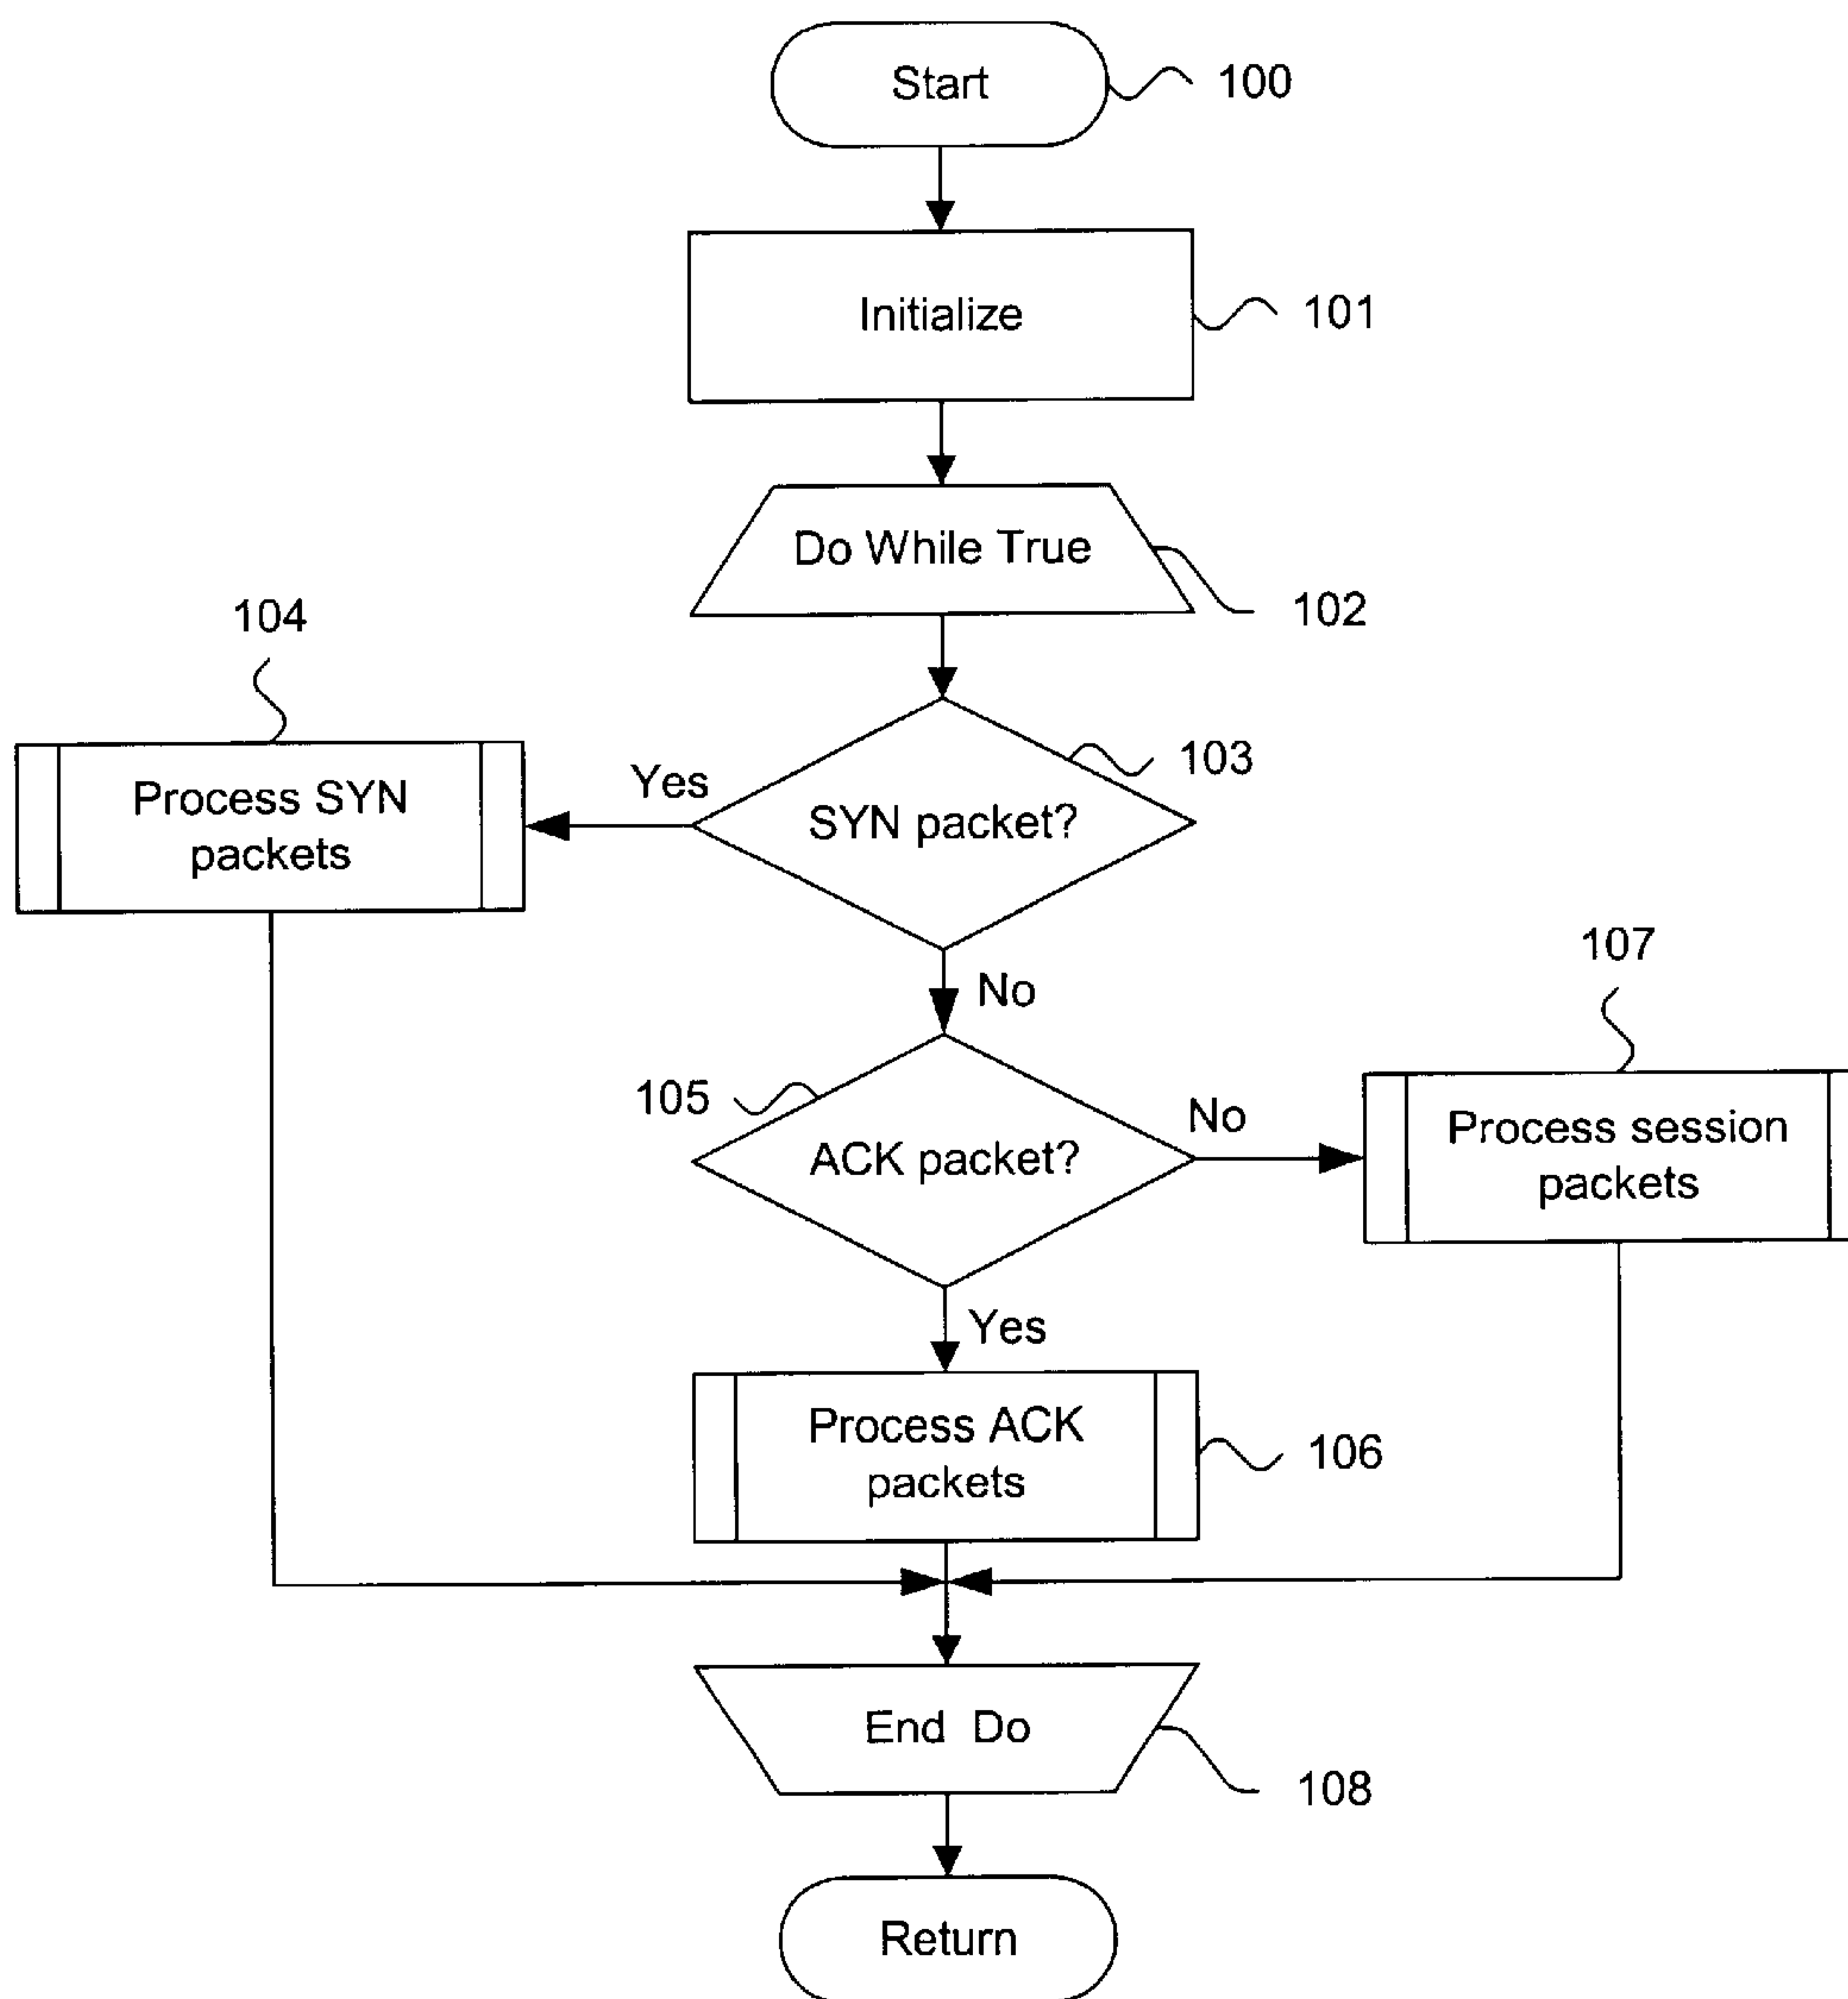 Start
100
Initialize
101
Do While True
102
104
Process SYN
packets
Yes
103
SYN packet?
No
107
105
ACK packet?
No
Process session
packets
Yes
Process ACK
packets
106
End Do
108
Return